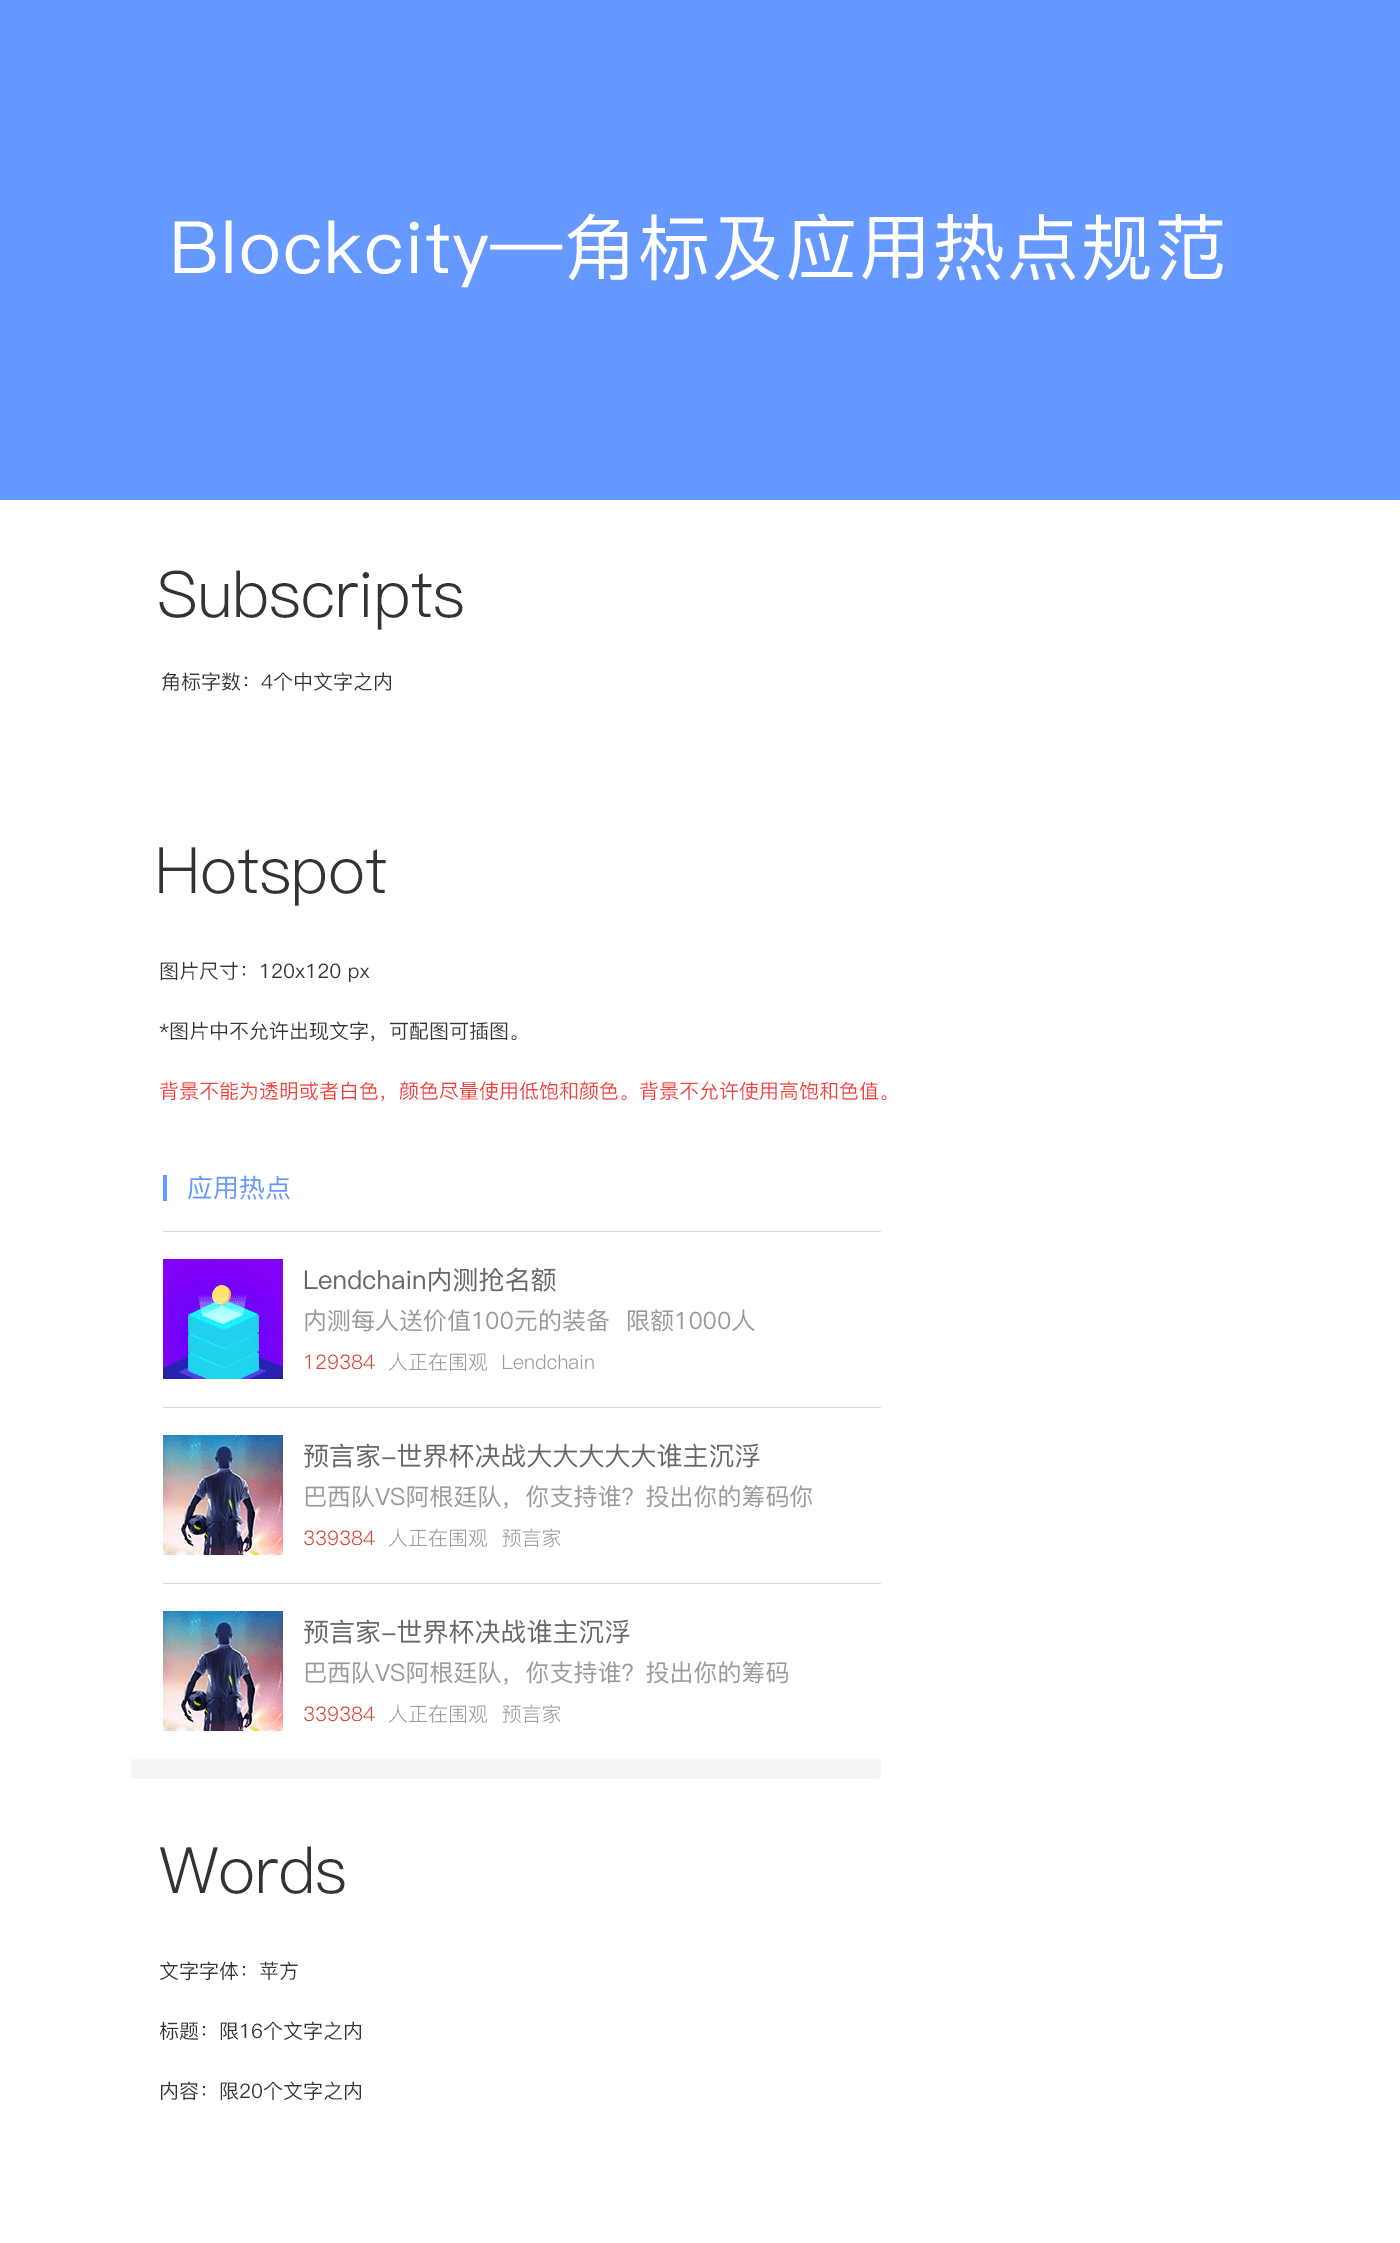 Blockcity—角标及应用热点规范
Subscripts
角标字数：4个中文字之内
Hotspot
图片尺寸：120x120 px
*图片中不允许出现文字，可配图可插图。
背景不能为透明或者白色，颜色尽量使用低饱和颜色。背景不允许使用高饱和色值。
应用热点
Lendchain内测抢名额
内测每人送价值100元的装备 限额1000人
129384 人正在围观 Lendchain
预言家-世界杯决战大大大大大谁主沉浮
巴西队VS阿根廷队，你支持谁？投出你的筹码你
339384 人正在围观 预言家
预言家-世界杯决战谁主沉浮
巴西队VS阿根廷队，你支持谁？投出你的筹码
339384 人正在围观 预言家
Words
文字字体：苹方
标题：限16个文字之内
内容：限20个文字之内